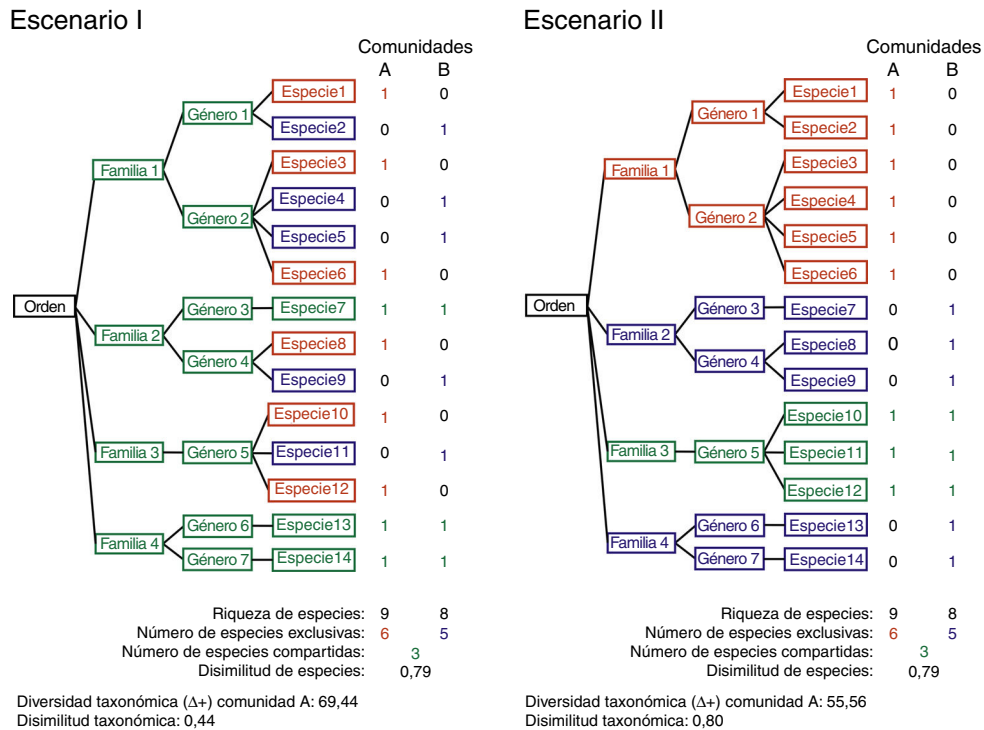 Escenario I
Comunidades
A B
Especie1 1 0
Género 1
Especie2 0 1
Familia 1
Especie3 1 0
Especie4 0 1
Género 2
Especie5 0 1
Especie6 1 0
Orden
Género 3 Especie7 1 1
Familia 2
Especie8 1 0
Género 4
Especie9 0 1
Especie10 1 0
Familia 3 Género 5 Especie11 0 1
Especie12 1 0
Género 6 Especie13 1 1
Familia 4
Género 7 Especie14 1 1
Riqueza de especies: 9 8
Número de especies exclusivas: 6 5
Número de especies compartidas: 3
Disimilitud de especies: 0,79
Diversidad taxonómica (Δ+) comunidad A: 69,44
Disimilitud taxonómica: 0,44
Escenario II
Comunidades
A B
Especie1 1 0
Género 1
Especie2 1 0
Familia 1
Especie3 1 0
Especie4 1 0
Género 2
Especie5 1 0
Especie6 1 0
Orden
Género 3 Especie7 0 1
Familia 2
Especie8 0 1
Género 4
Especie9 0 1
Especie10 1 1
Familia 3 Género 5 Especie11 1 1
Especie12 1 1
Género 6 Especie13 0 1
Familia 4
Género 7 Especie14 0 1
Riqueza de especies: 9 8
Número de especies exclusivas: 6 5
Número de especies compartidas: 3
Disimilitud de especies: 0,79
Diversidad taxonómica (Δ+) comunidad A: 55,56
Disimilitud taxonómica: 0,80